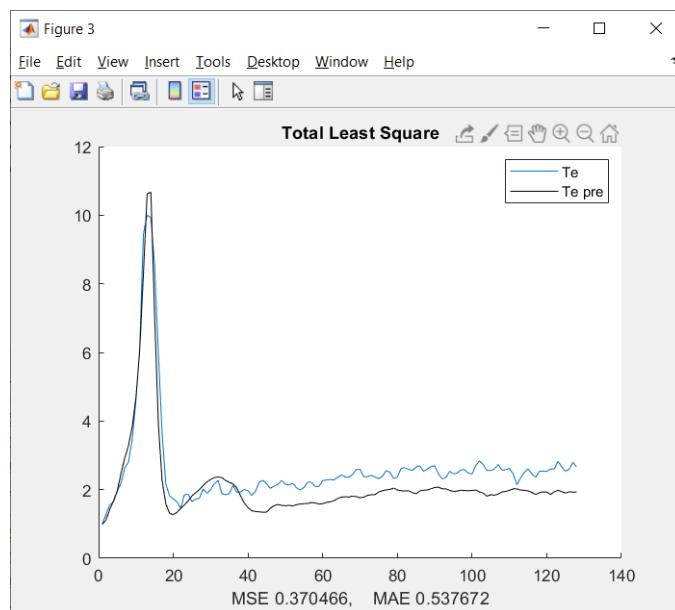 Figure 3
File Edit View Insert Tools Desktop Window Help
Total Least Square
12
10
8
6
4
2
0
Te
Te pre
0 20 40 60 80 100 120 140
MSE 0.370466, MAE 0.537672